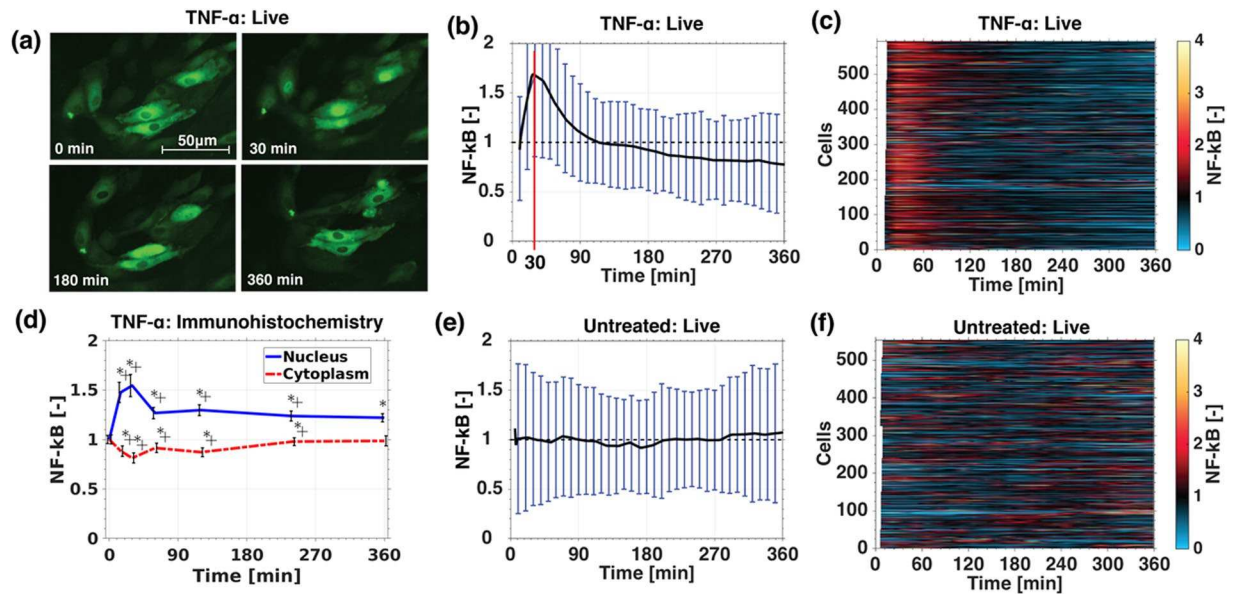 TNF-α: Live
(a)
0 min
50µm
30 min
180 min
360 min
(b)
TNF-α: Live
NF-kB [-]
2
1.5
1
0.5
0
0 30 90 180 270 360
Time [min]
(c)
TNF-α: Live
Cells
500
400
300
200
100
0
0 60 120 180 240 300 360
Time [min]
4
3
2
1
0
NF-kB [-]
(d)
TNF-α: Immunohistochemistry
NF-kB [-]
2
1.5
1
0.5
0
Nucleus
Cytoplasm
*+ *+ *+ *+ *+ *
*+ *+ *+ *+ *+
0 90 180 270 360
Time [min]
(e)
Untreated: Live
NF-kB [-]
2
1.5
1
0.5
0
0 90 180 270 360
Time [min]
(f)
Untreated: Live
Cells
500
400
300
200
100
0
0 60 120 180 240 300 360
Time [min]
4
3
2
1
0
NF-kB [-]